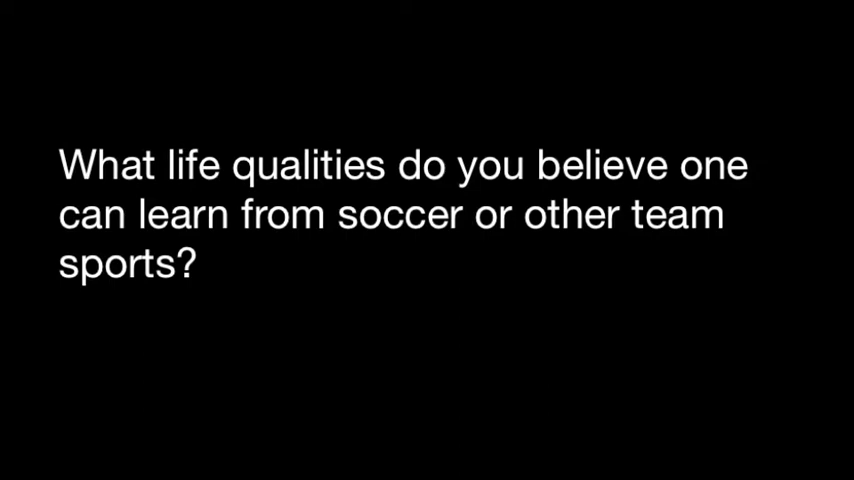 What life qualities do you believe one
can learn from soccer or other team
sports?